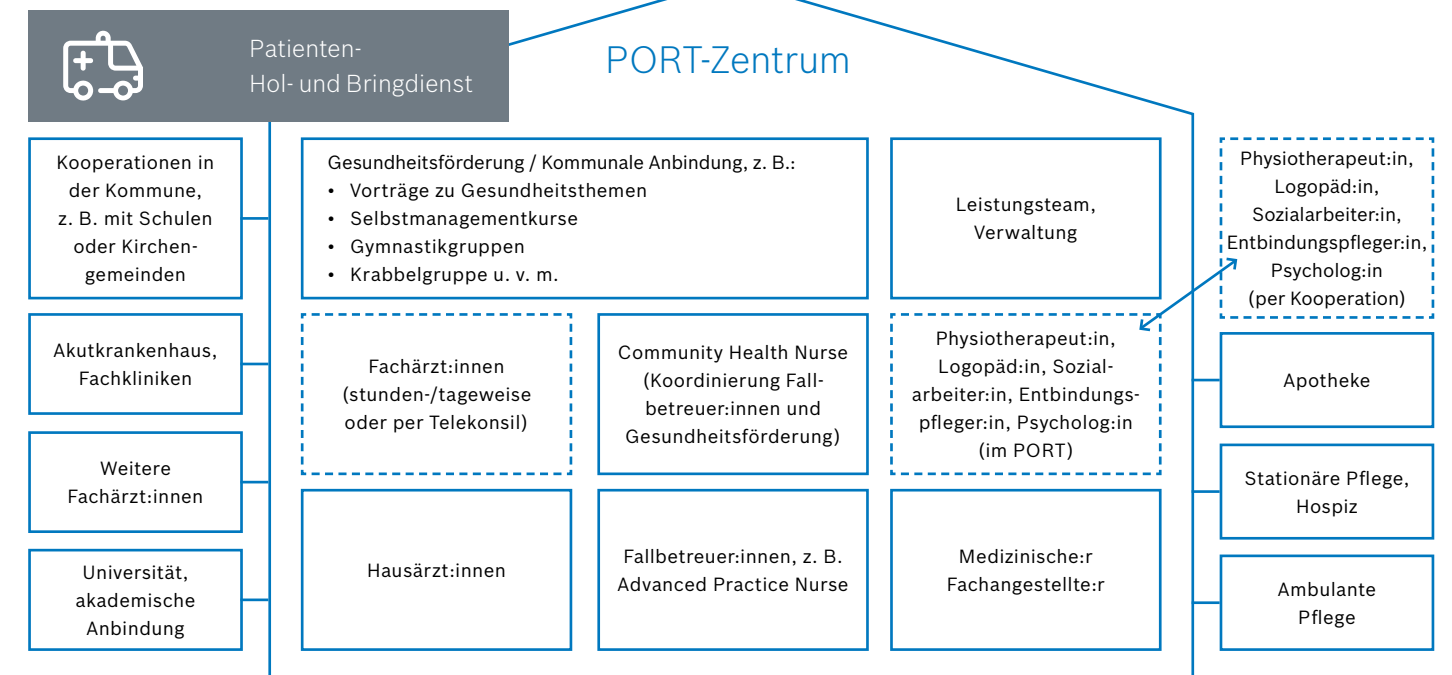 Patienten-
Hol- und Bringdienst
PORT-Zentrum
Kooperationen in
der Kommune,
z. B. mit Schulen
oder Kirchen-
gemeinden
Gesundheitsförderung / Kommunale Anbindung, z. B.:
• Vorträge zu Gesundheitsthemen
• Selbstmanagementkurse
• Gymnastikgruppen
• Krabbelgruppe u. v. m.
Leistungsteam,
Verwaltung
Physiotherapeut:in,
Logopäd:in,
Sozialarbeiter:in,
Entbindungspfleger:in,
Psycholog:in
(per Kooperation)
Akutkrankenhaus,
Fachkliniken
Fachärzt:innen
(stunden-/tageweise
oder per Telekonsil)
Community Health Nurse
(Koordinierung Fall-
betreuer:innen und
Gesundheitsförderung)
Physiotherapeut:in,
Logopäd:in, Sozial-
arbeiter:in, Entbindungs-
pfleger:in, Psycholog:in
(im PORT)
Apotheke
Weitere
Fachärzt:innen
Stationäre Pflege,
Hospiz
Universität,
akademische
Anbindung
Hausärzt:innen
Fallbetreuer:innen, z. B.
Advanced Practice Nurse
Medizinische:r
Fachangestellte:r
Ambulante
Pflege